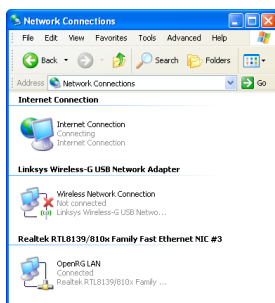 Network Connections
File Edit View Favorites Tools Advanced Help
Back Search Folders
Address Network Connections Go
Internet Connection
Internet Connection
Connecting
Internet Connection
Linksys Wireless-G USB Network Adapter
Wireless Network Connection
Not connected
Linksys Wireless-G USB Netwo...
Realtek RTL8139/810x Family Fast Ethernet NIC #3
OpenRG LAN
Connected
Realtek RTL8139/810x Family ...